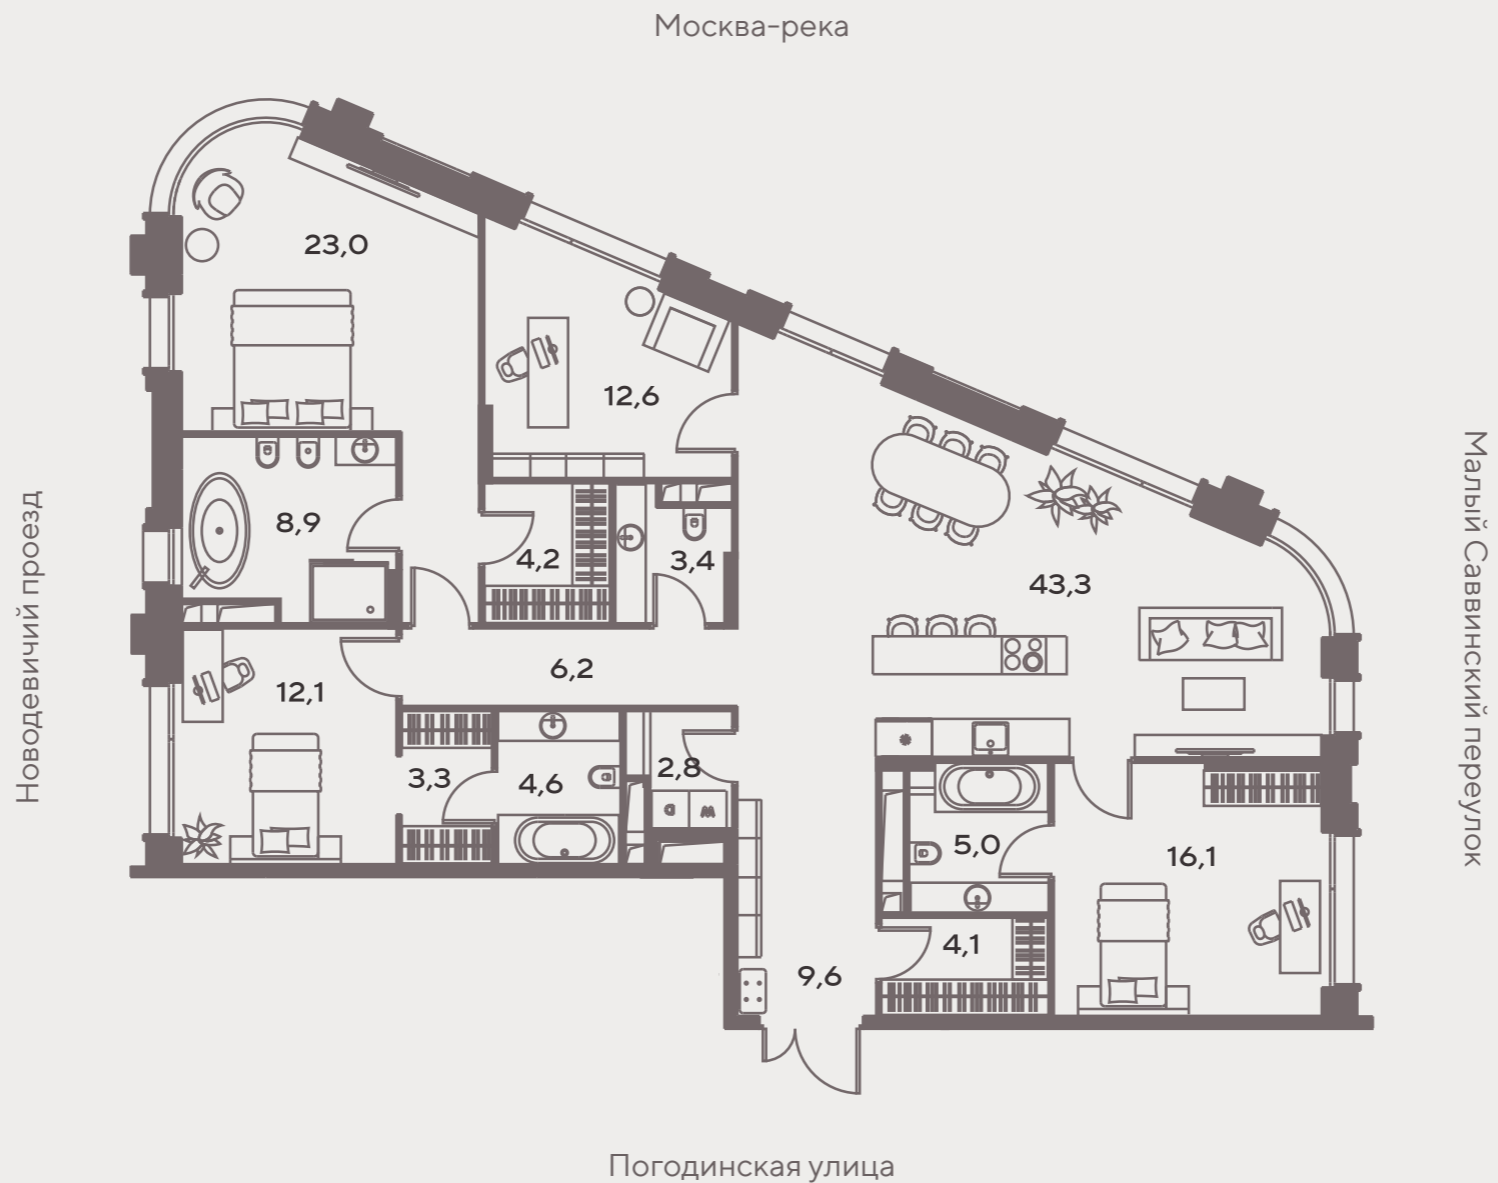 Москва-река
23,0
12,6
8,9
4,2
3,4
43,3
6,2
12,1
3,3
4,6
2,8
D
W
5,0
16,1
4,1
9,6
Новодевичий проезд
Малый Саввинский переулок
Погодинская улица